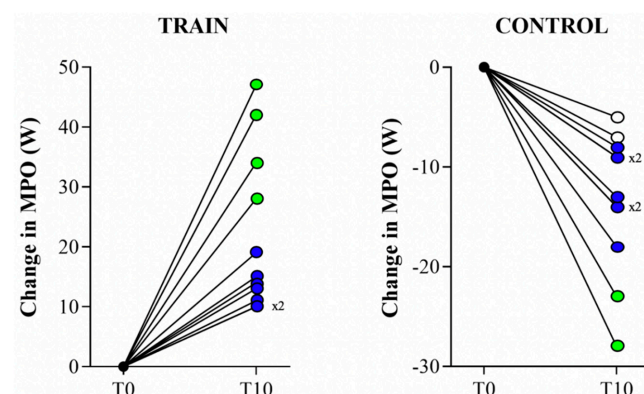 TRAIN
CONTROL
Change in MPO (W)
50
40
30
20
10
0
x2
T0
T10
Change in MPO (W)
0
-10
-20
-30
x2
x2
T0
T10